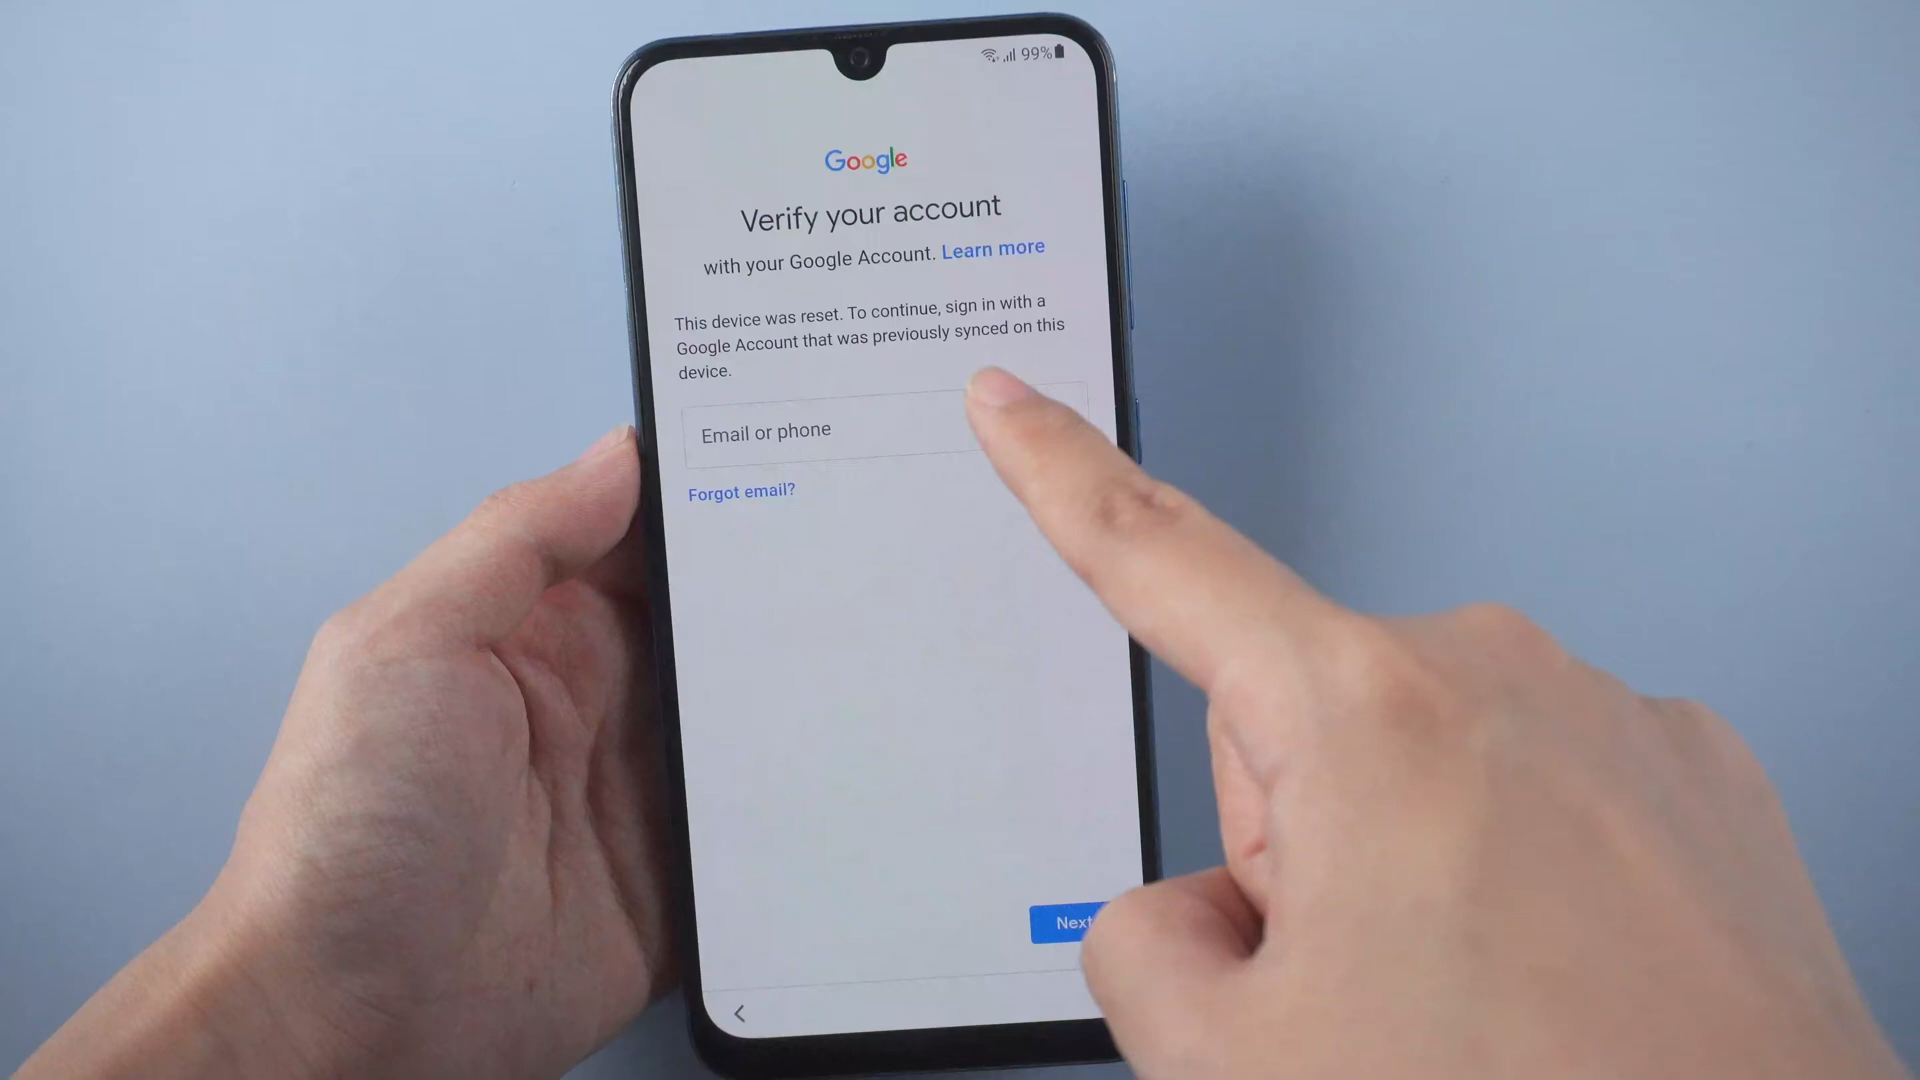 99%
Google
Verify your account
with your Google Account. Learn more
This device was reset. To continue, sign in with a
Google Account that was previously synced on this
device.
Email or phone
Forgot email?
Next